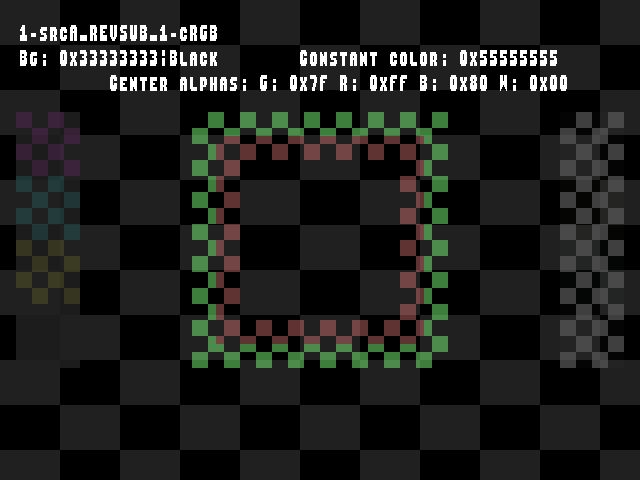 1-srcA_REVSUB_1-cRGB
Bg: 0x33333333¦Black Constant color: 0x55555555
Center alphas: G: 0x7f R: 0xff B: 0x80 W: 0x00